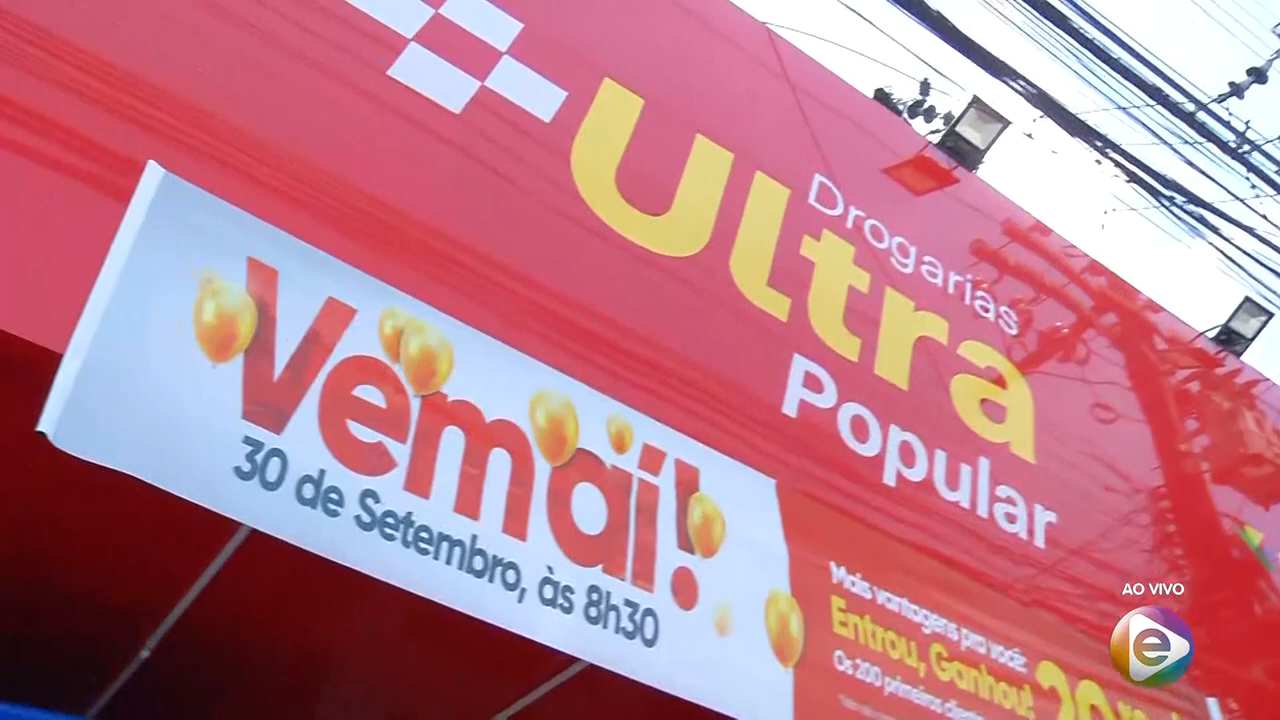 Drogarias
Ultra
Popular
Vem aí!
30 de Setembro, às 8h30
Mais vantagens pra você:
Entrou, Ganhou!
Os 200 primeiros
AO VIVO
e